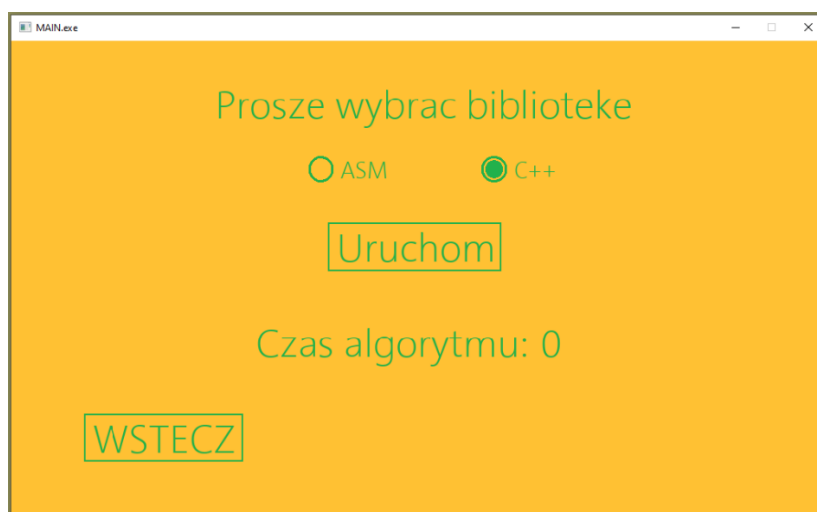 MAIN.exe
Prosze wybrac biblioteke
ASM C++
Uruchom
Czas algorytmu: 0
WSTECZ